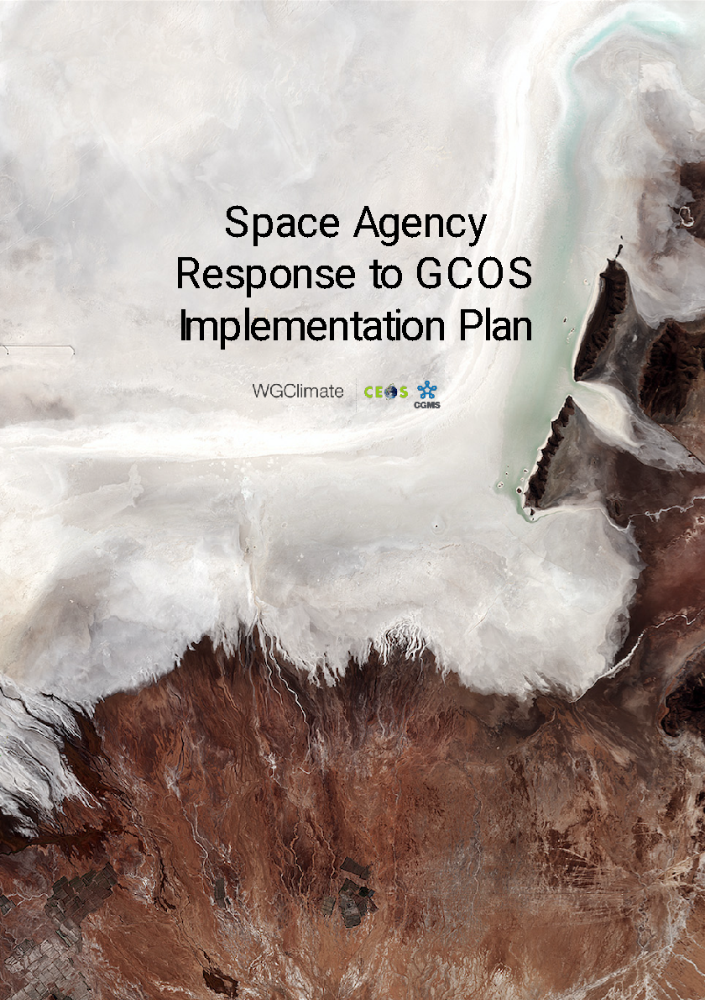 Space Agency
Response to GCOS
Implementation Plan
WGClimate CEOS CGMS